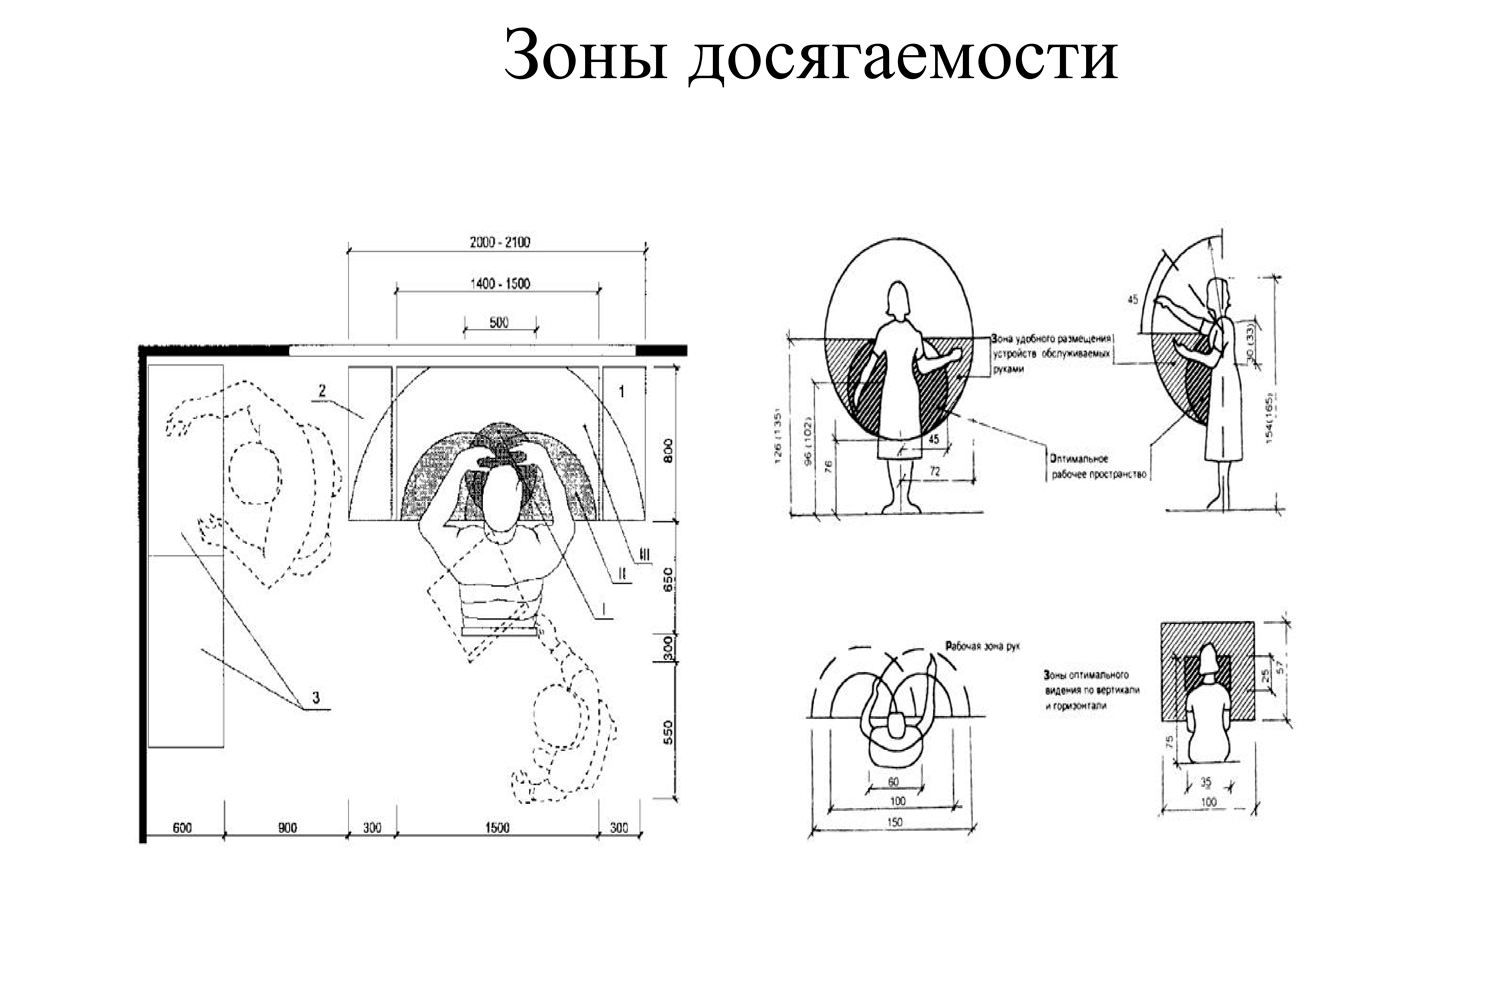 Зоны досягаемости
2000 - 2100
1400 - 1500
500
2
1
800
III
II
I
650
300
3
550
600
900
300
1500
300
Зона удобного размещения
устройств обслуживаемых
руками
Оптимальное
рабочее пространство
126 (135)
96 (102)
76
45
72
45
30 (33)
154(165)
Рабочая зона рук
60
100
150
Зоны оптимального
видения по вертикали
и горизонтали
25
57
75
35
100